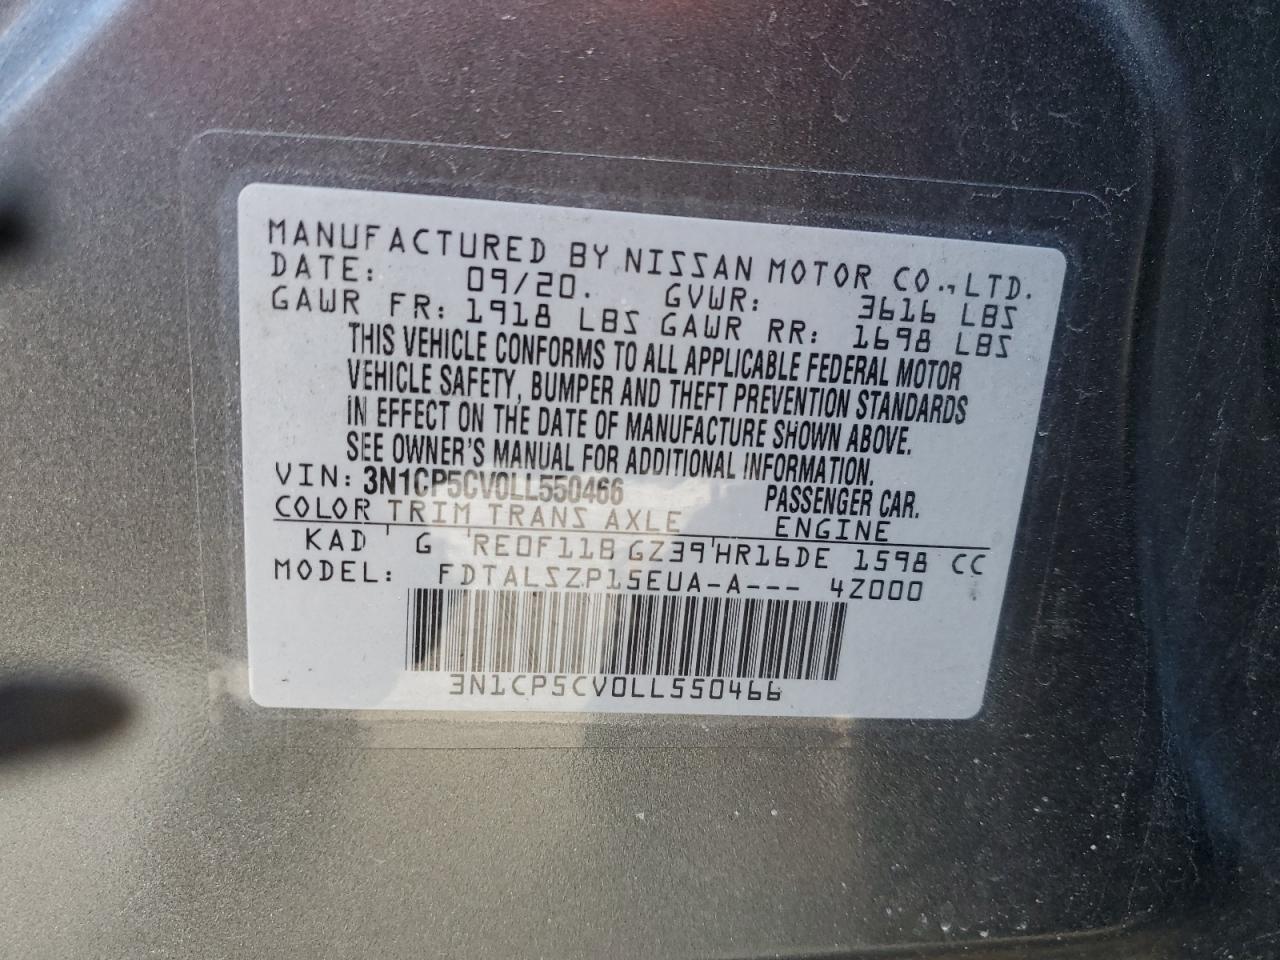 MANUFACTURED BY NISSAN MOTOR CO.,LTD.
DATE: 09/20. GVWR: 3616 LBS
GAWR FR: 1918 LBS GAWR RR: 1698 LBS
THIS VEHICLE CONFORMS TO ALL APPLICABLE FEDERAL MOTOR
VEHICLE SAFETY, BUMPER AND THEFT PREVENTION STANDARDS
IN EFFECT ON THE DATE OF MANUFACTURE SHOWN ABOVE.
SEE OWNER'S MANUAL FOR ADDITIONAL INFORMATION.
VIN: 3N1CP5CV0LL550466 PASSENGER CAR.
COLOR TRIM TRANS AXLE ENGINE
KAD G RE0F11B GZ39 HR16DE 1598 CC
MODEL: FDTALSZP15EUA-A--- 4Z000
3N1CP5CV0LL550466